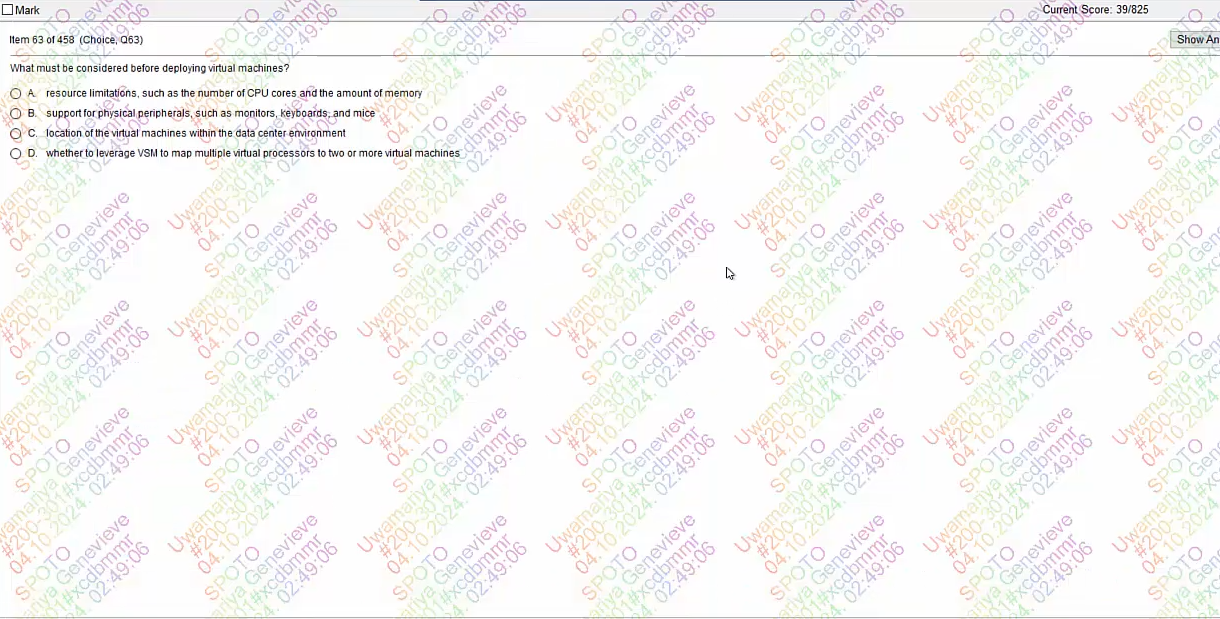 Mark
Current Score: 39/825
Item 63 of 458 (Choice, Q63)
Show An
What must be considered before deploying virtual machines?
A. resource limitations, such as the number of CPU cores and the amount of memory
B. support for physical peripherals, such as monitors, keyboards, and mice
C. location of the virtual machines within the data center environment
D. whether to leverage VSM to map multiple virtual processors to two or more virtual machines
SPOTO
Uwamariya Genevieve
#200-301#xcdbmmr
04.10.2024. 02:49:06